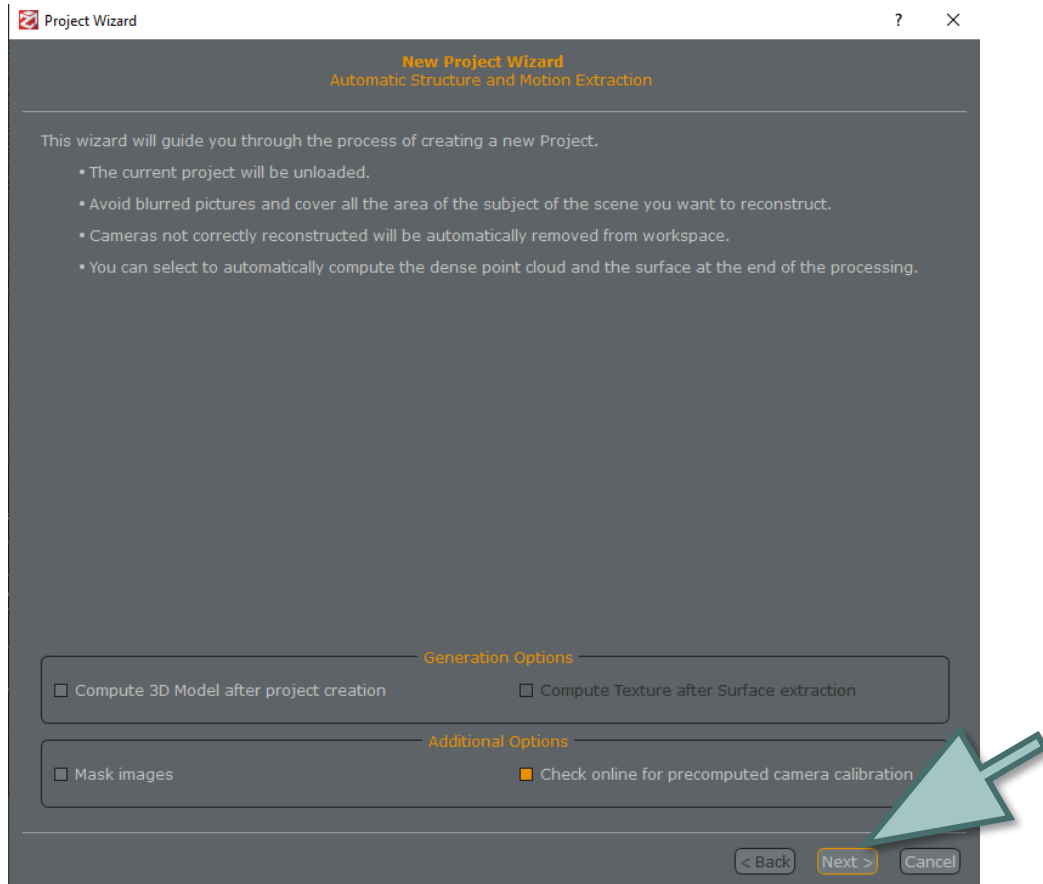 Project Wizard ? ×
New Project Wizard
Automatic Structure and Motion Extraction
This wizard will guide you through the process of creating a new Project.
• The current project will be unloaded.
• Avoid blurred pictures and cover all the area of the subject of the scene you want to reconstruct.
• Cameras not correctly reconstructed will be automatically removed from workspace.
• You can select to automatically compute the dense point cloud and the surface at the end of the processing.
Generation Options
Compute 3D Model after project creation Compute Texture after Surface extraction
Additional Options
Mask images Check online for precomputed camera calibration
< Back Next > Cancel